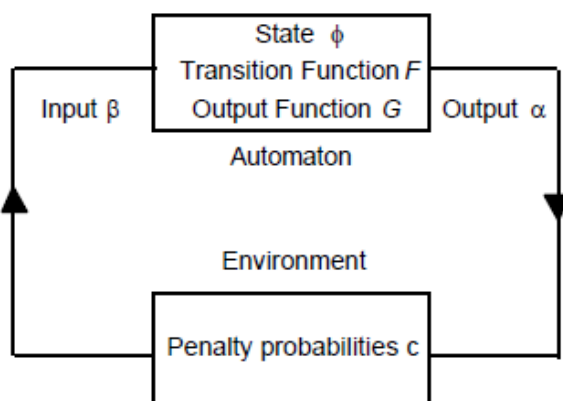 State ϕ
Transition Function F
Input β
Output Function G
Output α
Automaton
Environment
Penalty probabilities c